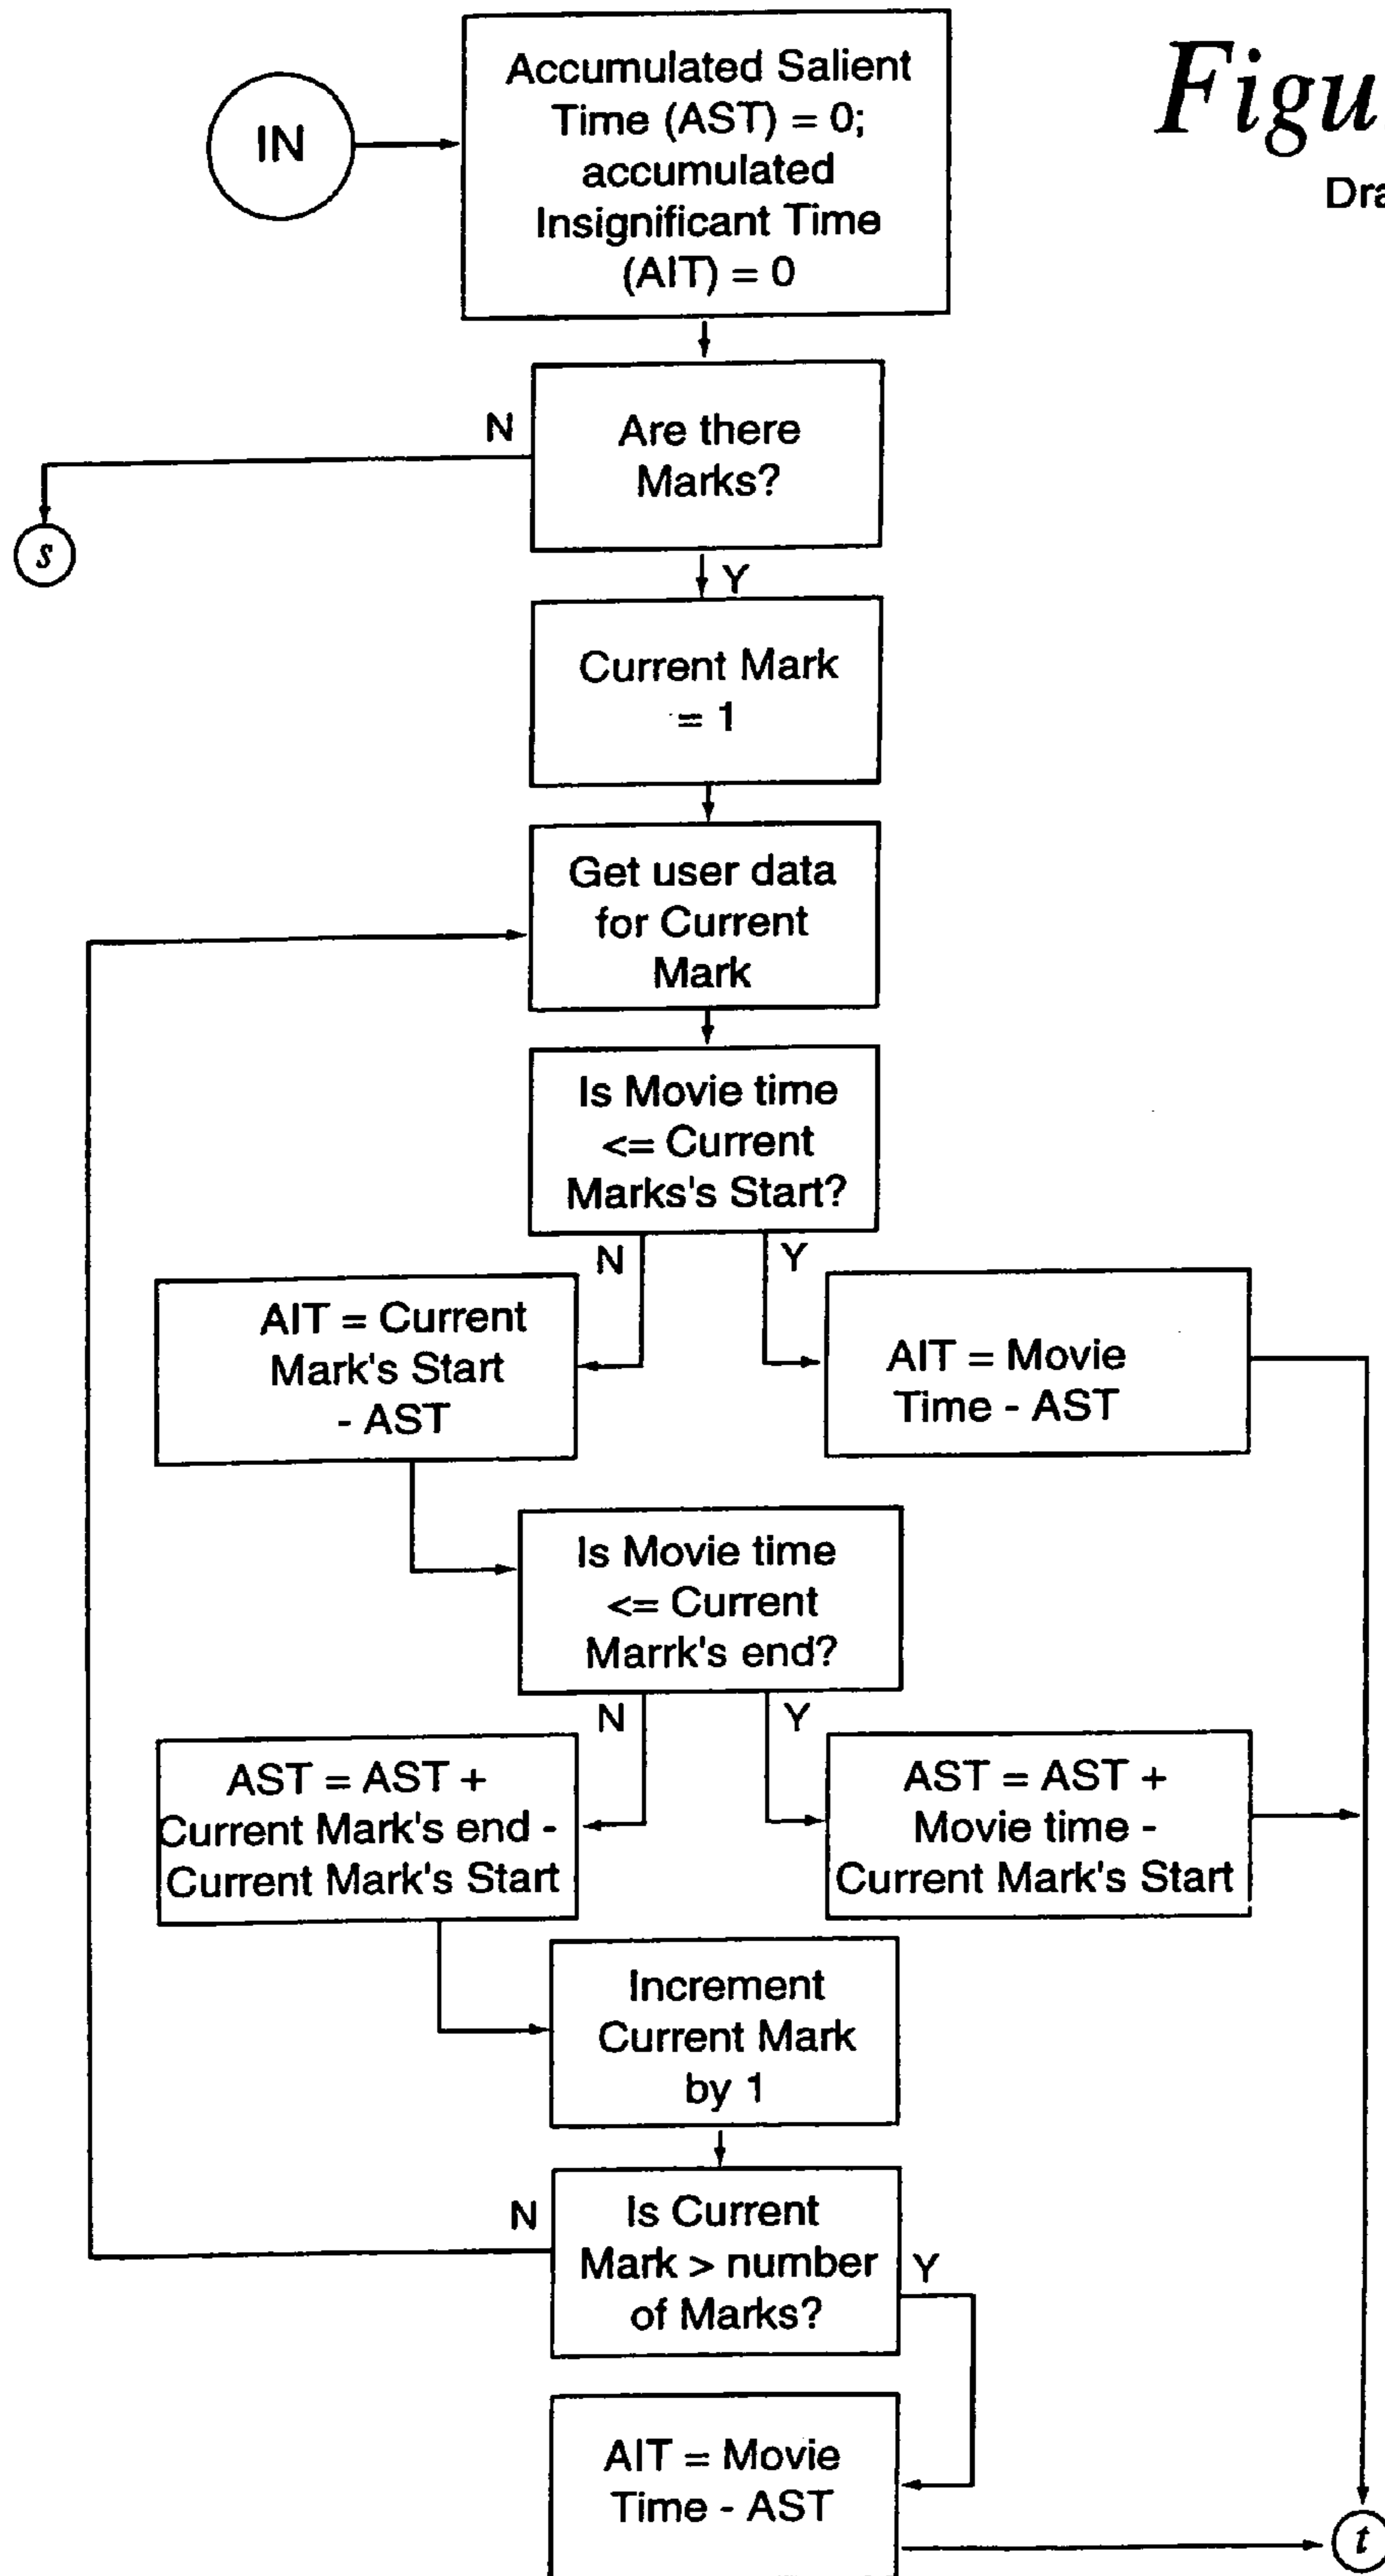 Figu
Dra
IN
Accumulated Salient
Time (AST) = 0;
accumulated
Insignificant Time
(AIT) = 0
Are there
Marks?
N
s
Y
Current Mark
= 1
Get user data
for Current
Mark
Is Movie time
<= Current
Marks's Start?
N
Y
AIT = Current
Mark's Start
- AST
AIT = Movie
Time - AST
Is Movie time
<= Current
Marrk's end?
N
Y
AST = AST +
Current Mark's end -
Current Mark's Start
AST = AST +
Movie time -
Current Mark's Start
Increment
Current Mark
by 1
Is Current
Mark > number
of Marks?
N
Y
AIT = Movie
Time - AST
t